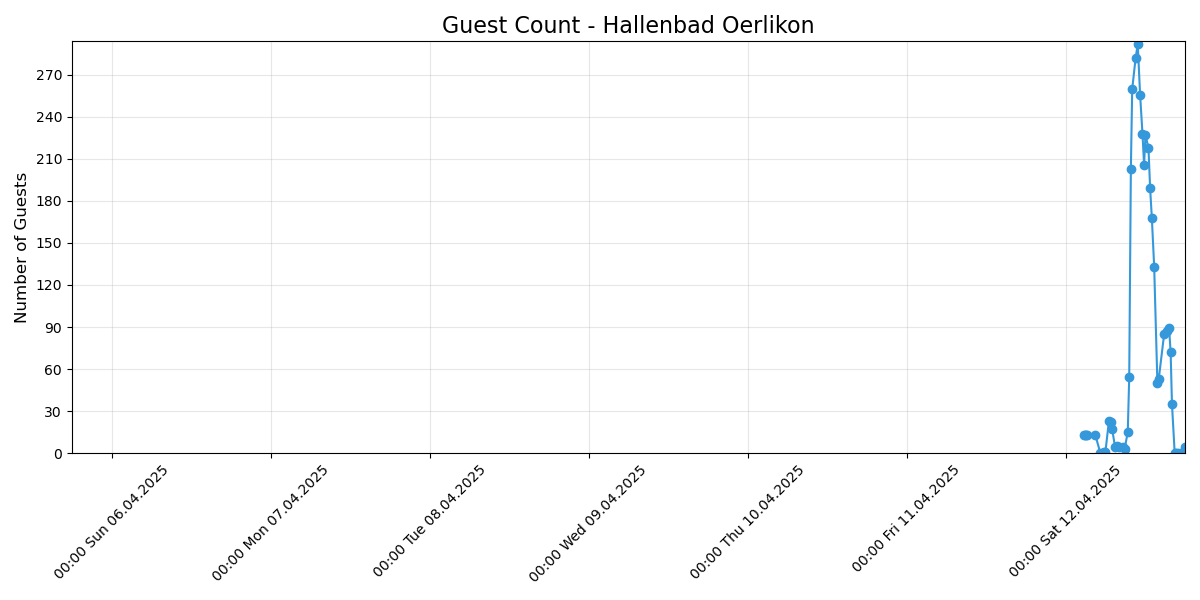 Guest Count - Hallenbad Oerlikon
Number of Guests
270
240
210
180
150
120
90
60
30
0
00:00 Sun 06.04.2025
00:00 Mon 07.04.2025
00:00 Tue 08.04.2025
00:00 Wed 09.04.2025
00:00 Thu 10.04.2025
00:00 Fri 11.04.2025
00:00 Sat 12.04.2025